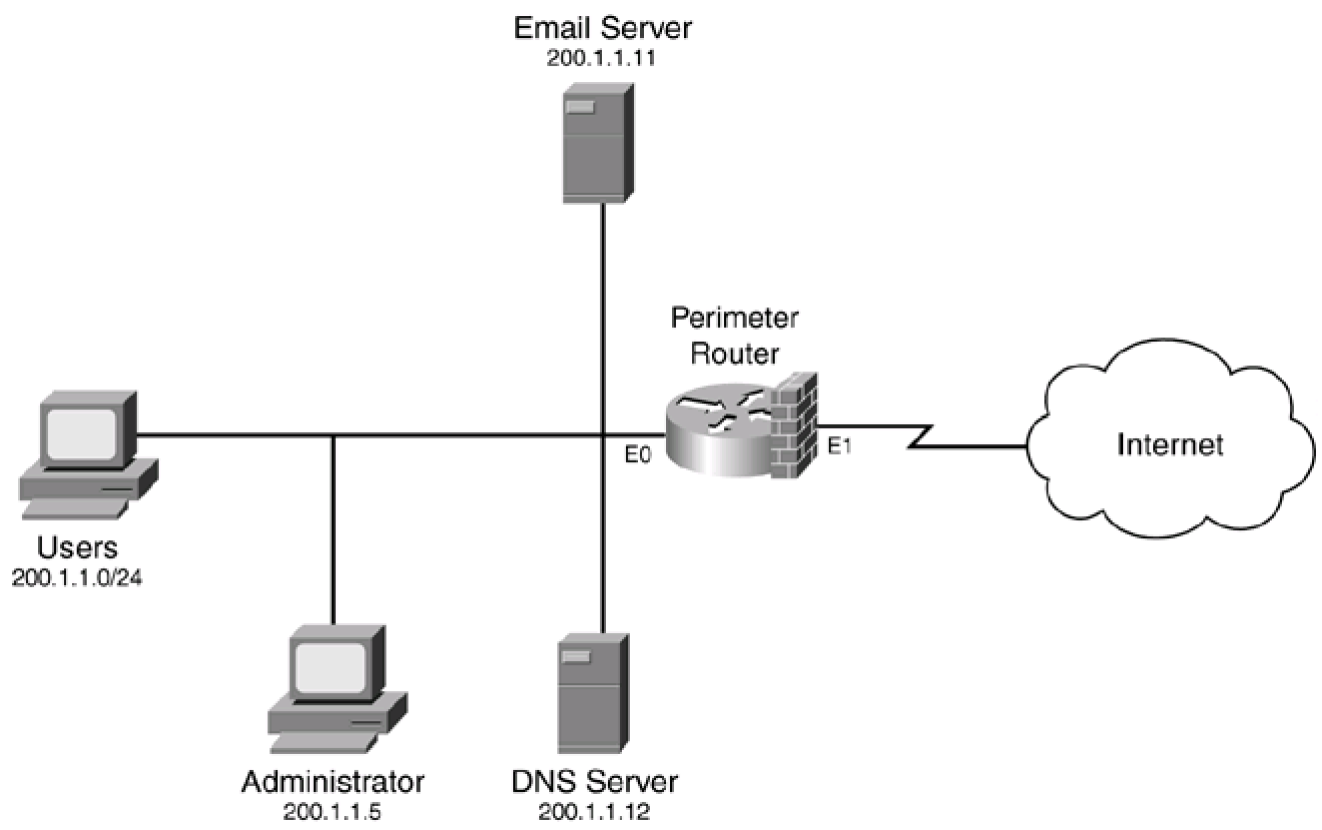 Email Server
200.1.1.11
Perimeter
Router
E0
E1
Internet
Users
200.1.1.0/24
Administrator
200.1.1.5
DNS Server
200.1.1.12